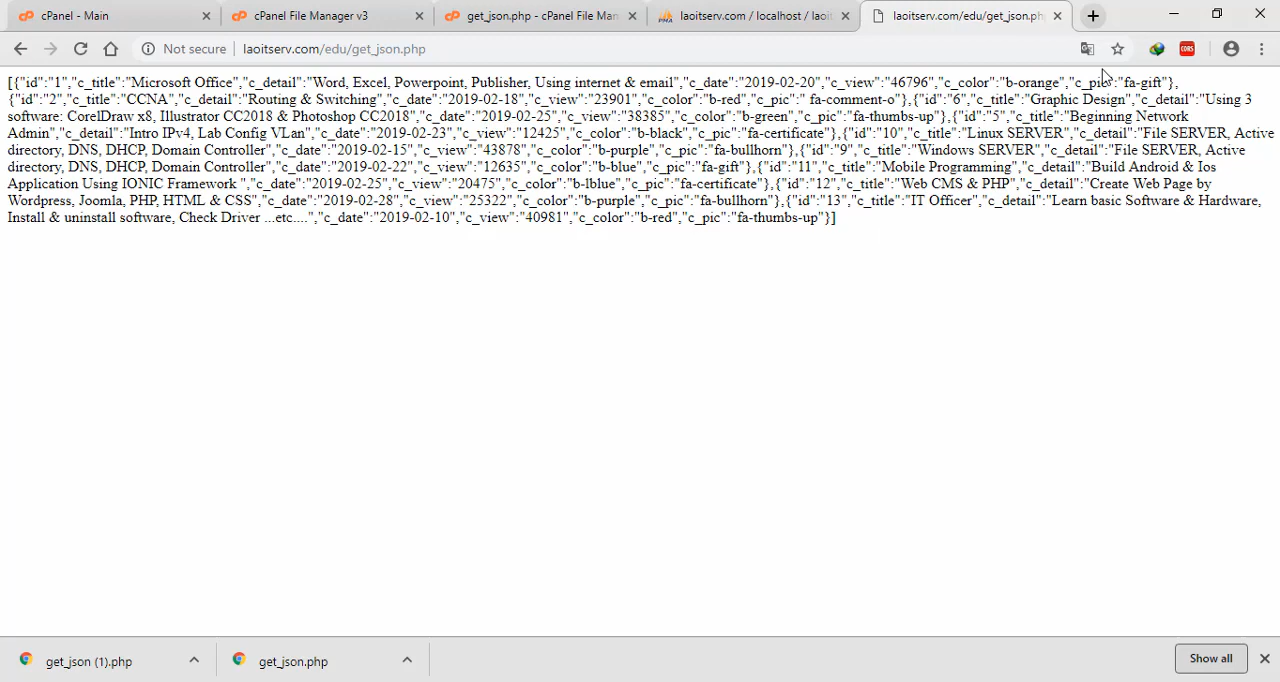 cPanel - Main
cPanel File Manager v3
get_json.php - cPanel File Man
laoitserv.com / localhost / laoit
laoitserv.com/edu/get_json.ph
Not secure
laoitserv.com/edu/get_json.php
CORS
[{"id":"1","c_title":"Microsoft Office","c_detail":"Word, Excel, Powerpoint, Publisher, Using internet & email","c_date":"2019-02-20","c_view":"46796","c_color":"b-orange","c_pic":"fa-gift"},
{"id":"2","c_title":"CCNA","c_detail":"Routing & Switching","c_date":"2019-02-18","c_view":"23901","c_color":"b-red","c_pic":" fa-comment-o"},{"id":"6","c_title":"Graphic Design","c_detail":"Using 3
software: CorelDraw x8, Illustrator CC2018 & Photoshop CC2018","c_date":"2019-02-25","c_view":"38385","c_color":"b-green","c_pic":"fa-thumbs-up"},{"id":"5","c_title":"Beginning Network
Admin","c_detail":"Intro IPv4, Lab Config VLan","c_date":"2019-02-23","c_view":"12425","c_color":"b-black","c_pic":"fa-certificate"},{"id":"10","c_title":"Linux SERVER","c_detail":"File SERVER, Active
directory, DNS, DHCP, Domain Controller","c_date":"2019-02-15","c_view":"43878","c_color":"b-purple","c_pic":"fa-bullhorn"},{"id":"9","c_title":"Windows SERVER","c_detail":"File SERVER, Active
directory, DNS, DHCP, Domain Controller","c_date":"2019-02-22","c_view":"12635","c_color":"b-blue","c_pic":"fa-gift"},{"id":"11","c_title":"Mobile Programming","c_detail":"Build Android & Ios
Application Using IONIC Framework ","c_date":"2019-02-25","c_view":"20475","c_color":"b-lblue","c_pic":"fa-certificate"},{"id":"12","c_title":"Web CMS & PHP","c_detail":"Create Web Page by
Wordpress, Joomla, PHP, HTML & CSS","c_date":"2019-02-28","c_view":"25322","c_color":"b-purple","c_pic":"fa-bullhorn"},{"id":"13","c_title":"IT Officer","c_detail":"Learn basic Software & Hardware,
Install & uninstall software, Check Driver ...etc....","c_date":"2019-02-10","c_view":"40981","c_color":"b-red","c_pic":"fa-thumbs-up"}]
get_json (1).php
get_json.php
Show all